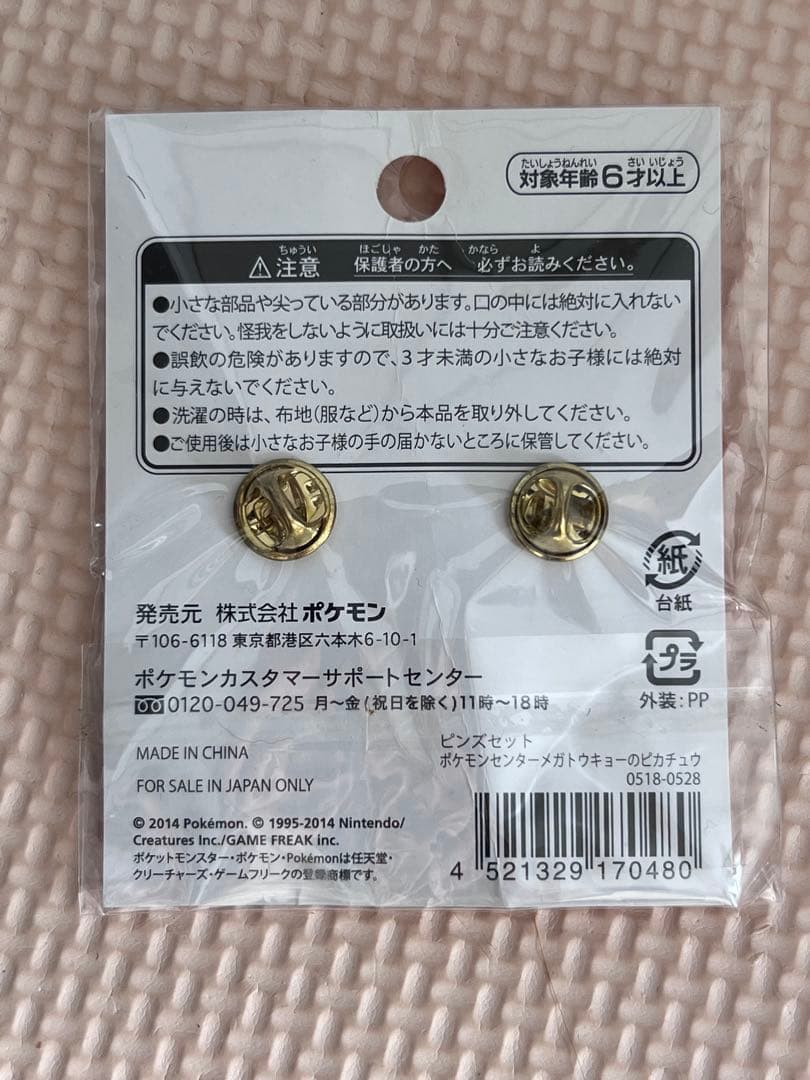 たいしょうねんれい さい いじょう
対象年齢6才以上
ちゅうい ほごしゃ かた かなら よ
注意 保護者の方へ 必ずお読みください。
●小さな部品や尖っている部分があります。口の中には絶対に入れない
でください。怪我をしないように取扱いには十分ご注意ください。
●誤飲の危険がありますので、3才未満の小さなお子様には絶対
に与えないでください。
●洗濯の時は、布地(服など)から本品を取り外してください。
●ご使用後は小さなお子様の手の届かないところに保管してください。
紙
台紙
発売元 株式会社ポケモン
〒106-6118 東京都港区六本木6-10-1
プラ
外装:PP
ポケモンカスタマーサポートセンター
0120-049-725 月〜金(祝日を除く)11時〜18時
MADE IN CHINA
FOR SALE IN JAPAN ONLY
ピンズセット
ポケモンセンターメガトウキョーのピカチュウ
0518-0528
© 2014 Pokémon. © 1995-2014 Nintendo/
Creatures Inc./GAME FREAK inc.
ポケットモンスター・ポケモン・Pokémonは任天堂・
クリーチャーズ・ゲームフリークの登録商標です。
4 521329 170480